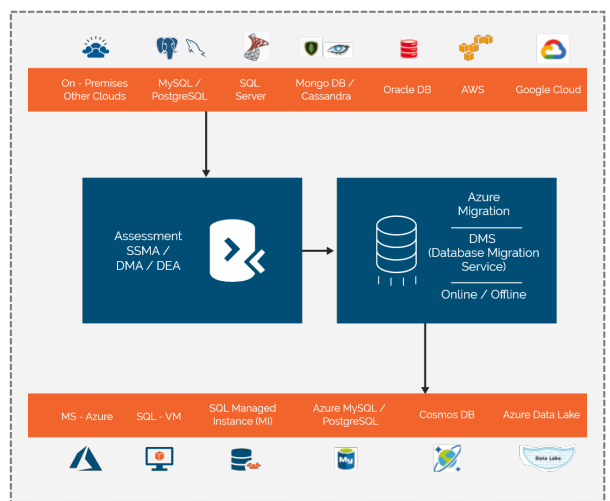 On - Premises
Other Clouds
MySQL /
PostgreSQL
SQL
Server
Mongo DB /
Cassandra
Oracle DB
AWS
Google Cloud
Assessment
SSMA /
DMA / DEA
Azure
Migration
DMS
(Database Migration
Service)
Online / Offline
MS - Azure
SQL - VM
SQL Managed
Instance (MI)
Azure MySQL /
PostgreSQL
Cosmos DB
Azure Data Lake
My
Data Lake